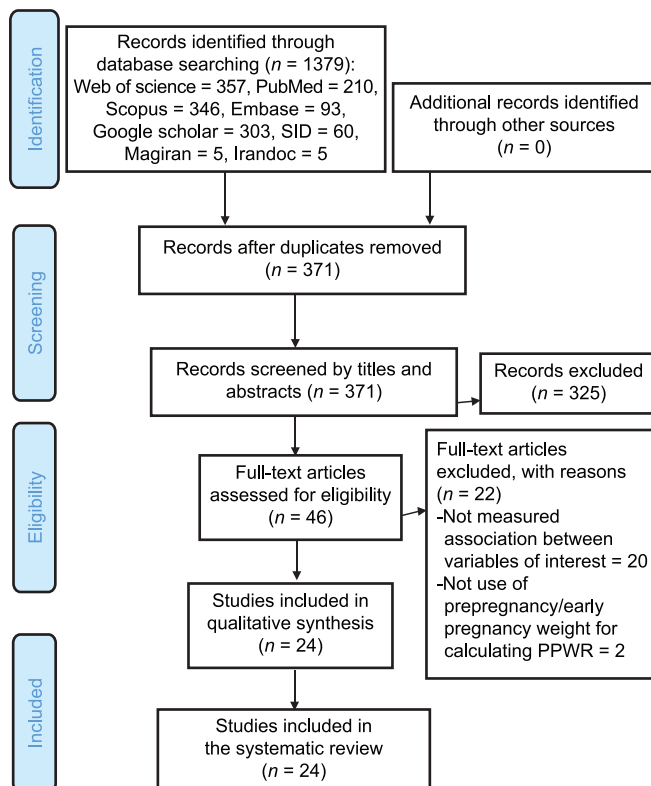 Identification
Records identified through
database searching (n = 1379):
Web of science = 357, PubMed = 210,
Scopus = 346, Embase = 93,
Google scholar = 303, SID = 60,
Magiran = 5, Irandoc = 5
Additional records identified
through other sources
(n = 0)
Screening
Records after duplicates removed
(n = 371)
Records screened by titles and
abstracts (n = 371)
Records excluded
(n = 325)
Eligibility
Full-text articles
assessed for eligibility
(n = 46)
Full-text articles
excluded, with reasons
(n = 22)
-Not measured
association between
variables of interest = 20
-Not use of
prepregnancy/early
pregnancy weight for
calculating PPWR = 2
Studies included in
qualitative synthesis
(n = 24)
Included
Studies included in
the systematic review
(n = 24)